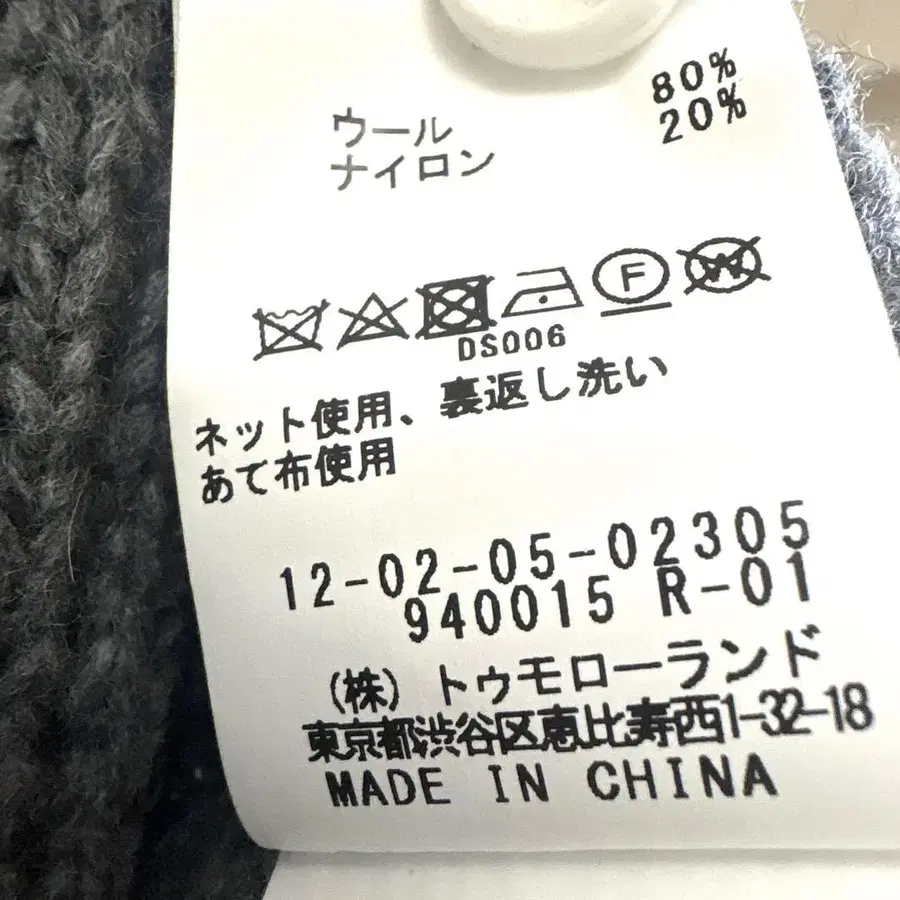 ウール 80%
ナイロン 20%
F W
DS006
ネット使用、裏返し洗い
あて布使用
12-02-05-02305
940015 R-01
(株)トゥモローランド
東京都渋谷区恵比寿西1-32-18
MADE IN CHINA